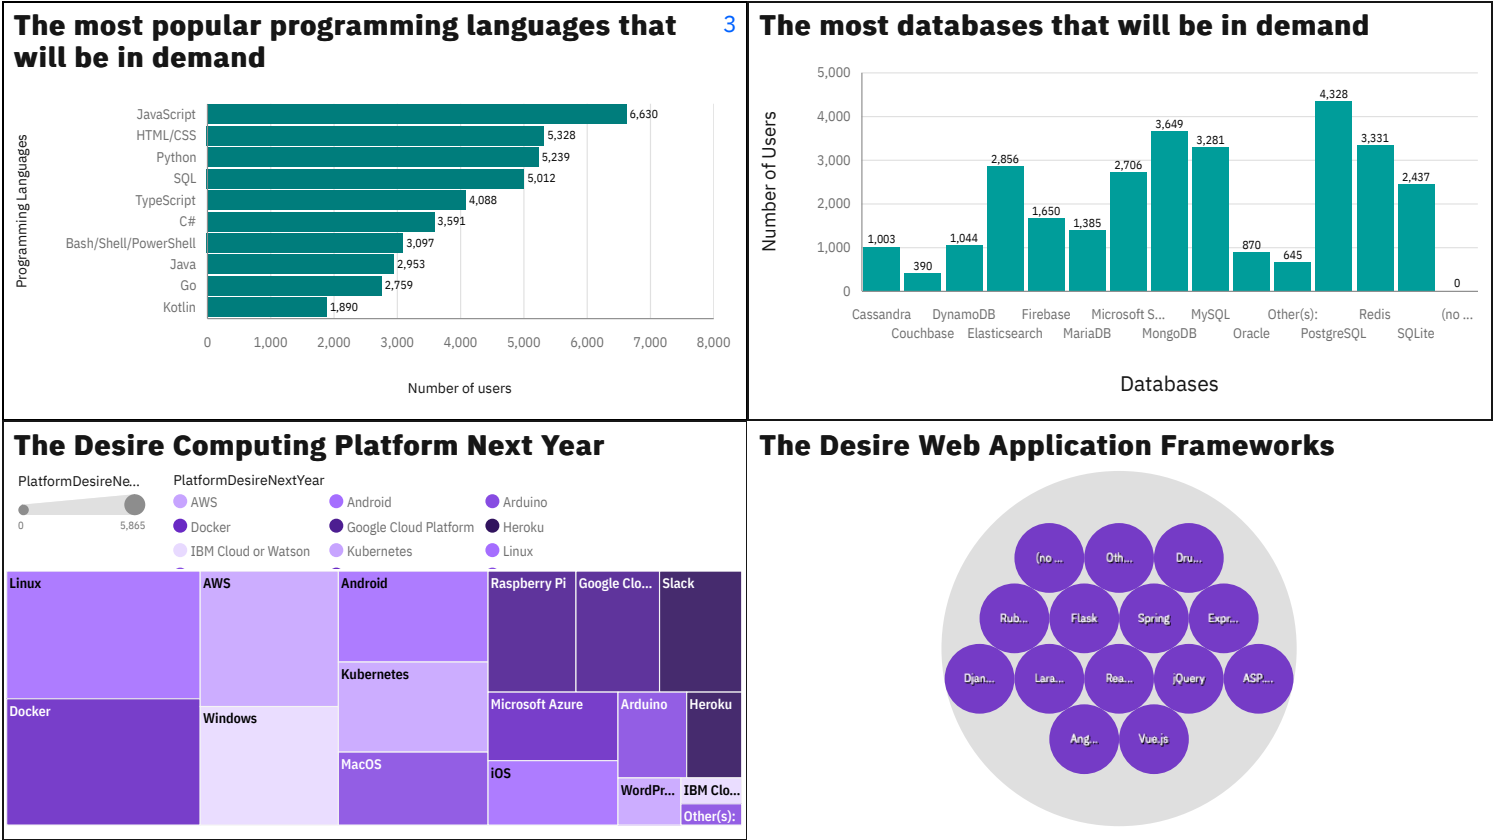 The most popular programming languages that
will be in demand
3
Programming Languages
JavaScript 6,630
HTML/CSS 5,328
Python 5,239
SQL 5,012
TypeScript 4,088
C# 3,591
Bash/Shell/PowerShell 3,097
Java 2,953
Go 2,759
Kotlin 1,890
0 1,000 2,000 3,000 4,000 5,000 6,000 7,000 8,000
Number of users
The most databases that will be in demand
Number of Users
5,000
4,000
3,000
2,000
1,000
0
1,003 390 1,044 2,856 1,650 1,385 2,706 3,649 3,281 870 645 4,328 3,331 2,437 0
Cassandra DynamoDB Firebase Microsoft S... MySQL Other(s): Redis (no ...
Couchbase Elasticsearch MariaDB MongoDB Oracle PostgreSQL SQLite
Databases
The Desire Computing Platform Next Year
PlatformDesireNe...
0 5,865
PlatformDesireNextYear
AWS Android Arduino
Docker Google Cloud Platform Heroku
IBM Cloud or Watson Kubernetes Linux
Linux
Docker
AWS
Windows
Android
Kubernetes
MacOS
Raspberry Pi
Google Clo...
Slack
Microsoft Azure
iOS
Arduino
Heroku
WordPr...
IBM Clo...
Other(s):
The Desire Web Application Frameworks
(no ... Oth... Dru...
Rub... Flask Spring Expr...
Djan... Lara... Rea... jQuery ASP....
Ang... Vue.js